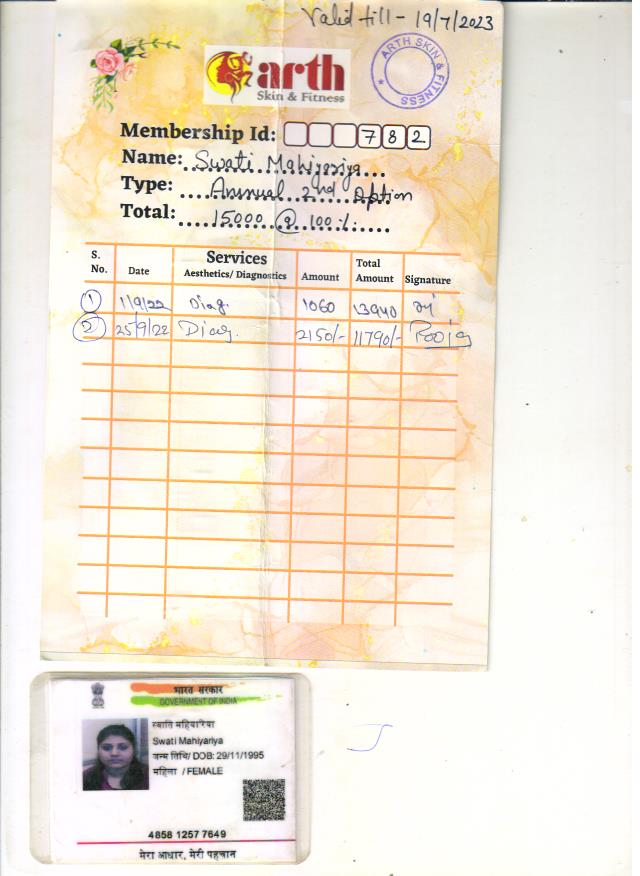 Valid till - 19/7/2023
arth
Skin & Fitness
ARTH SKIN & FITNESS
Membership Id: 782
Name: Swati Mahiyariya
Type: Annual 2nd Option
Total: 15000 @ 100%
S. No. Date Services Aesthetics/ Diagnostics Amount Total Amount Signature
1 1/9/22 Diag. 1060 13940
2 25/9/22 Diag. 2150/- 11790/- Pooja
भारत सरकार
GOVERNMENT OF INDIA
स्वाति महियारिया
Swati Mahiyariya
जन्म तिथि/ DOB: 29/11/1995
महिला / FEMALE
4858 1257 7649
मेरा आधार, मेरी पहचान